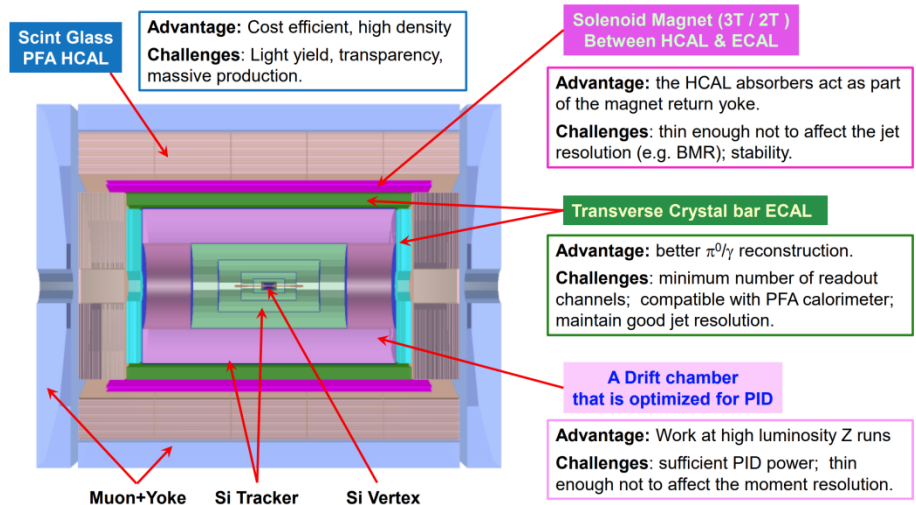 Scint Glass
PFA HCAL
Advantage: Cost efficient, high density
Challenges: Light yield, transparency,
massive production.
Solenoid Magnet (3T / 2T )
Between HCAL & ECAL
Advantage: the HCAL absorbers act as part
of the magnet return yoke.
Challenges: thin enough not to affect the jet
resolution (e.g. BMR); stability.
Transverse Crystal bar ECAL
Advantage: better π⁰/γ reconstruction.
Challenges: minimum number of readout
channels; compatible with PFA calorimeter;
maintain good jet resolution.
A Drift chamber
that is optimized for PID
Advantage: Work at high luminosity Z runs
Challenges: sufficient PID power; thin
enough not to affect the moment resolution.
Muon+Yoke
Si Tracker
Si Vertex